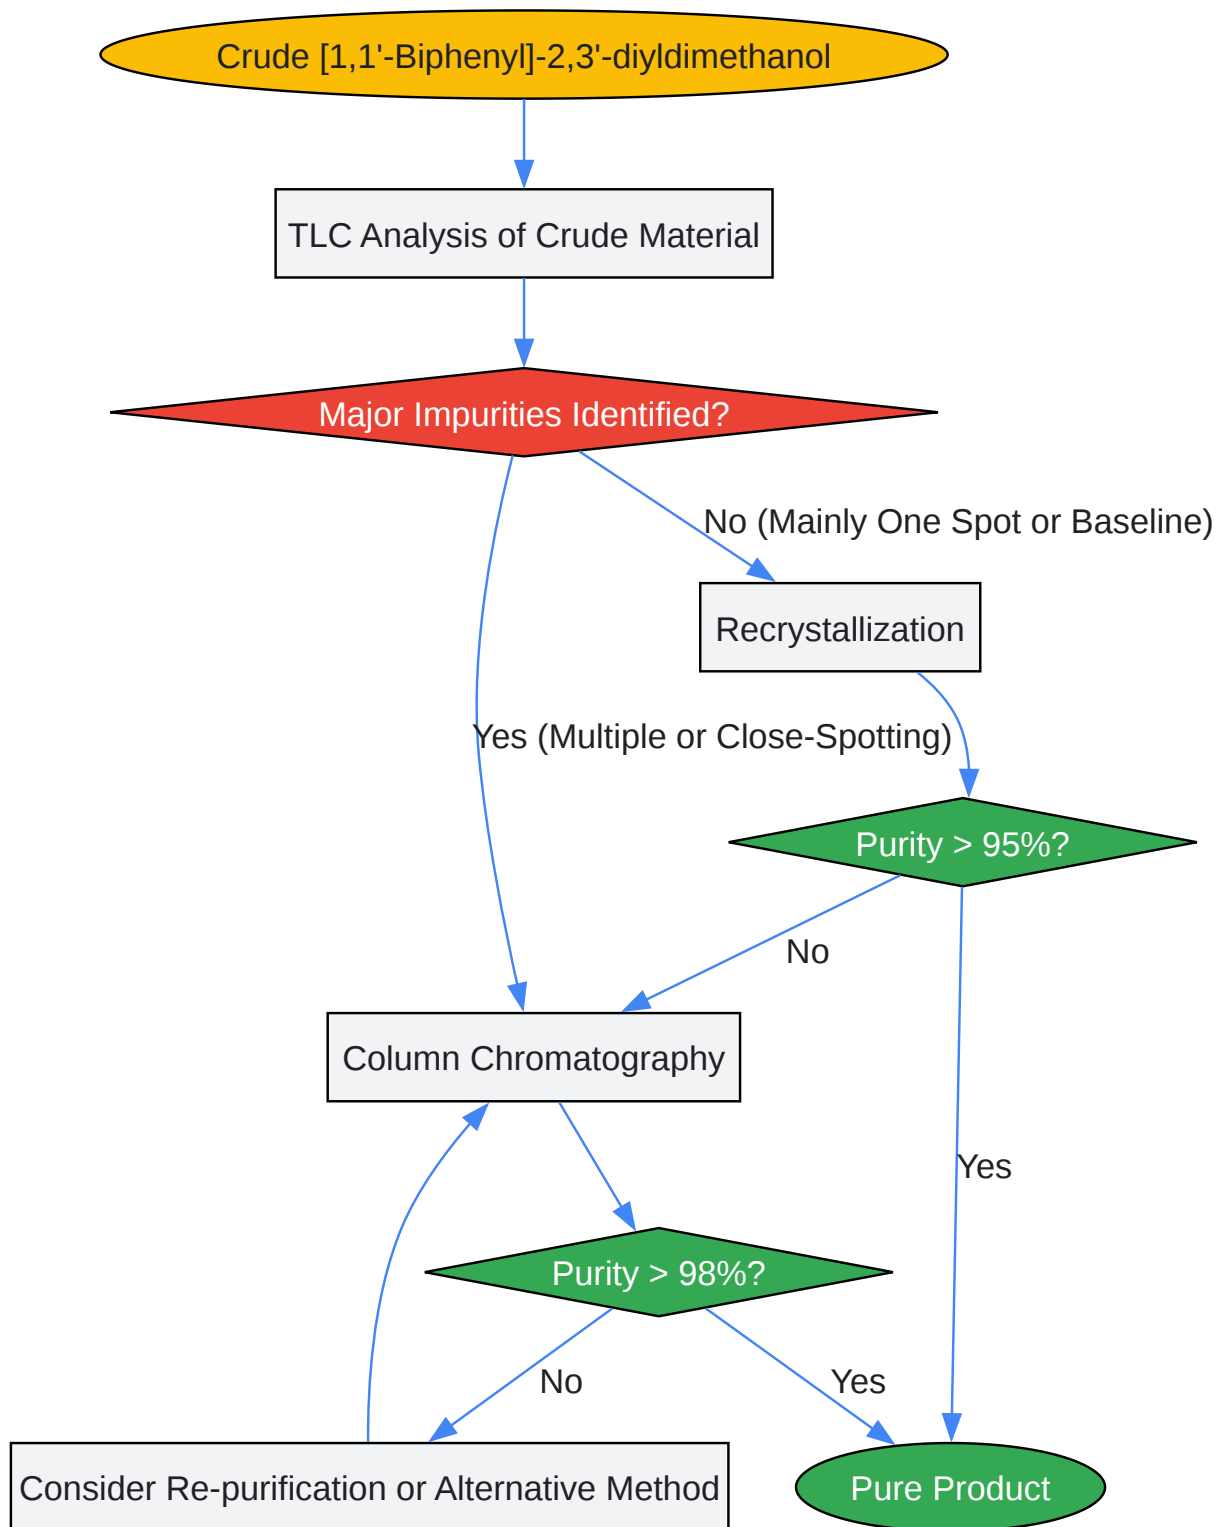 Crude [1,1'-Biphenyl]-2,3'-diyldimethanol
TLC Analysis of Crude Material
Major Impurities Identified?
No (Mainly One Spot or Baseline)
Recrystallization
Yes (Multiple or Close-Spotting)
Purity > 95%?
No
Column Chromatography
Yes
Purity > 98%?
No
Yes
Consider Re-purification or Alternative Method
Pure Product